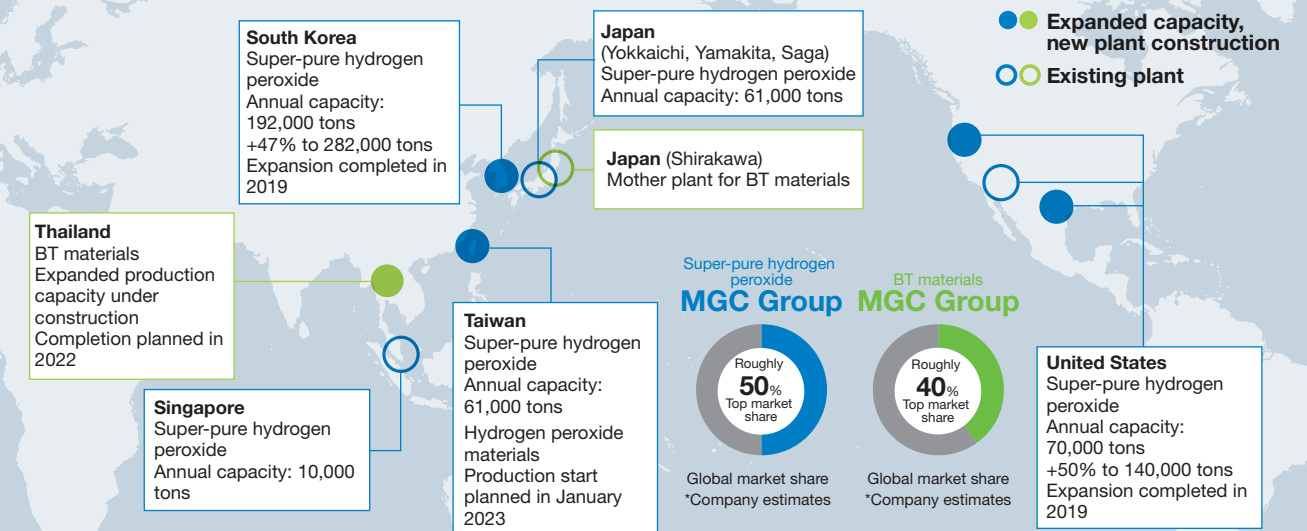 South Korea
Super-pure hydrogen
peroxide
Annual capacity:
192,000 tons
+47% to 282,000 tons
Expansion completed in
2019
Japan
(Yokkaichi, Yamakita, Saga)
Super-pure hydrogen peroxide
Annual capacity: 61,000 tons
Expanded capacity,
new plant construction
Existing plant
Japan (Shirakawa)
Mother plant for BT materials
Thailand
BT materials
Expanded production
capacity under
construction
Completion planned in
2022
Singapore
Super-pure hydrogen
peroxide
Annual capacity: 10,000
tons
Taiwan
Super-pure hydrogen
peroxide
Annual capacity:
61,000 tons
Hydrogen peroxide
materials
Production start
planned in January
2023
Super-pure hydrogen
peroxide
MGC Group
Roughly
50%
Top market
share
Global market share
*Company estimates
BT materials
MGC Group
Roughly
40%
Top market
share
Global market share
*Company estimates
United States
Super-pure hydrogen
peroxide
Annual capacity:
70,000 tons
+50% to 140,000 tons
Expansion completed in
2019